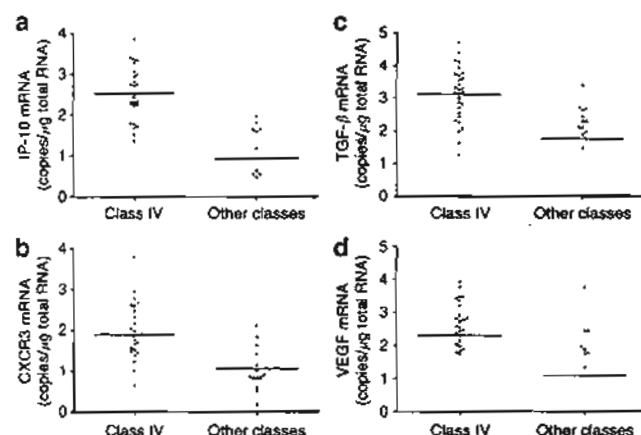 a
4
3
2
1
0
IP-10 mRNA
(copies/μg total RNA)
Class IV Other classes
b
4
3
2
1
0
CXCR3 mRNA
(copies/μg total RNA)
Class IV Other classes
c
5
4
3
2
1
0
TGF-β mRNA
(copies/μg total RNA)
Class IV Other classes
d
5
4
3
2
1
0
VEGF mRNA
(copies/μg total RNA)
Class IV Other classes